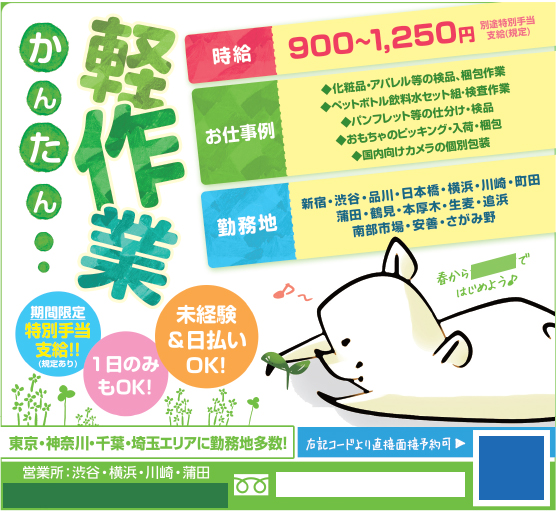 かんたん・・
軽作業
時給
900～1,250円
別途特別手当
支給(規定)
お仕事例
◆化粧品・アパレル等の検品、梱包作業
◆ペットボトル飲料水セット組・検査作業
◆パンフレット等の仕分け・検品
◆おもちゃのピッキング・入荷・梱包
◆国内向けカメラの個別包装
勤務地
新宿・渋谷・品川・日本橋・横浜・川崎・町田
蒲田・鶴見・本厚木・生麦・追浜
南部市場・安善・さがみ野
春から
で
はじめよう♪
期間限定
特別手当
支給!!
(規定あり)
1日のみ
もOK!
未経験
&日払い
OK!
東京・神奈川・千葉・埼玉エリアに勤務地多数!
左記コードより直接面接予約可▶
営業所：渋谷・横浜・川崎・蒲田